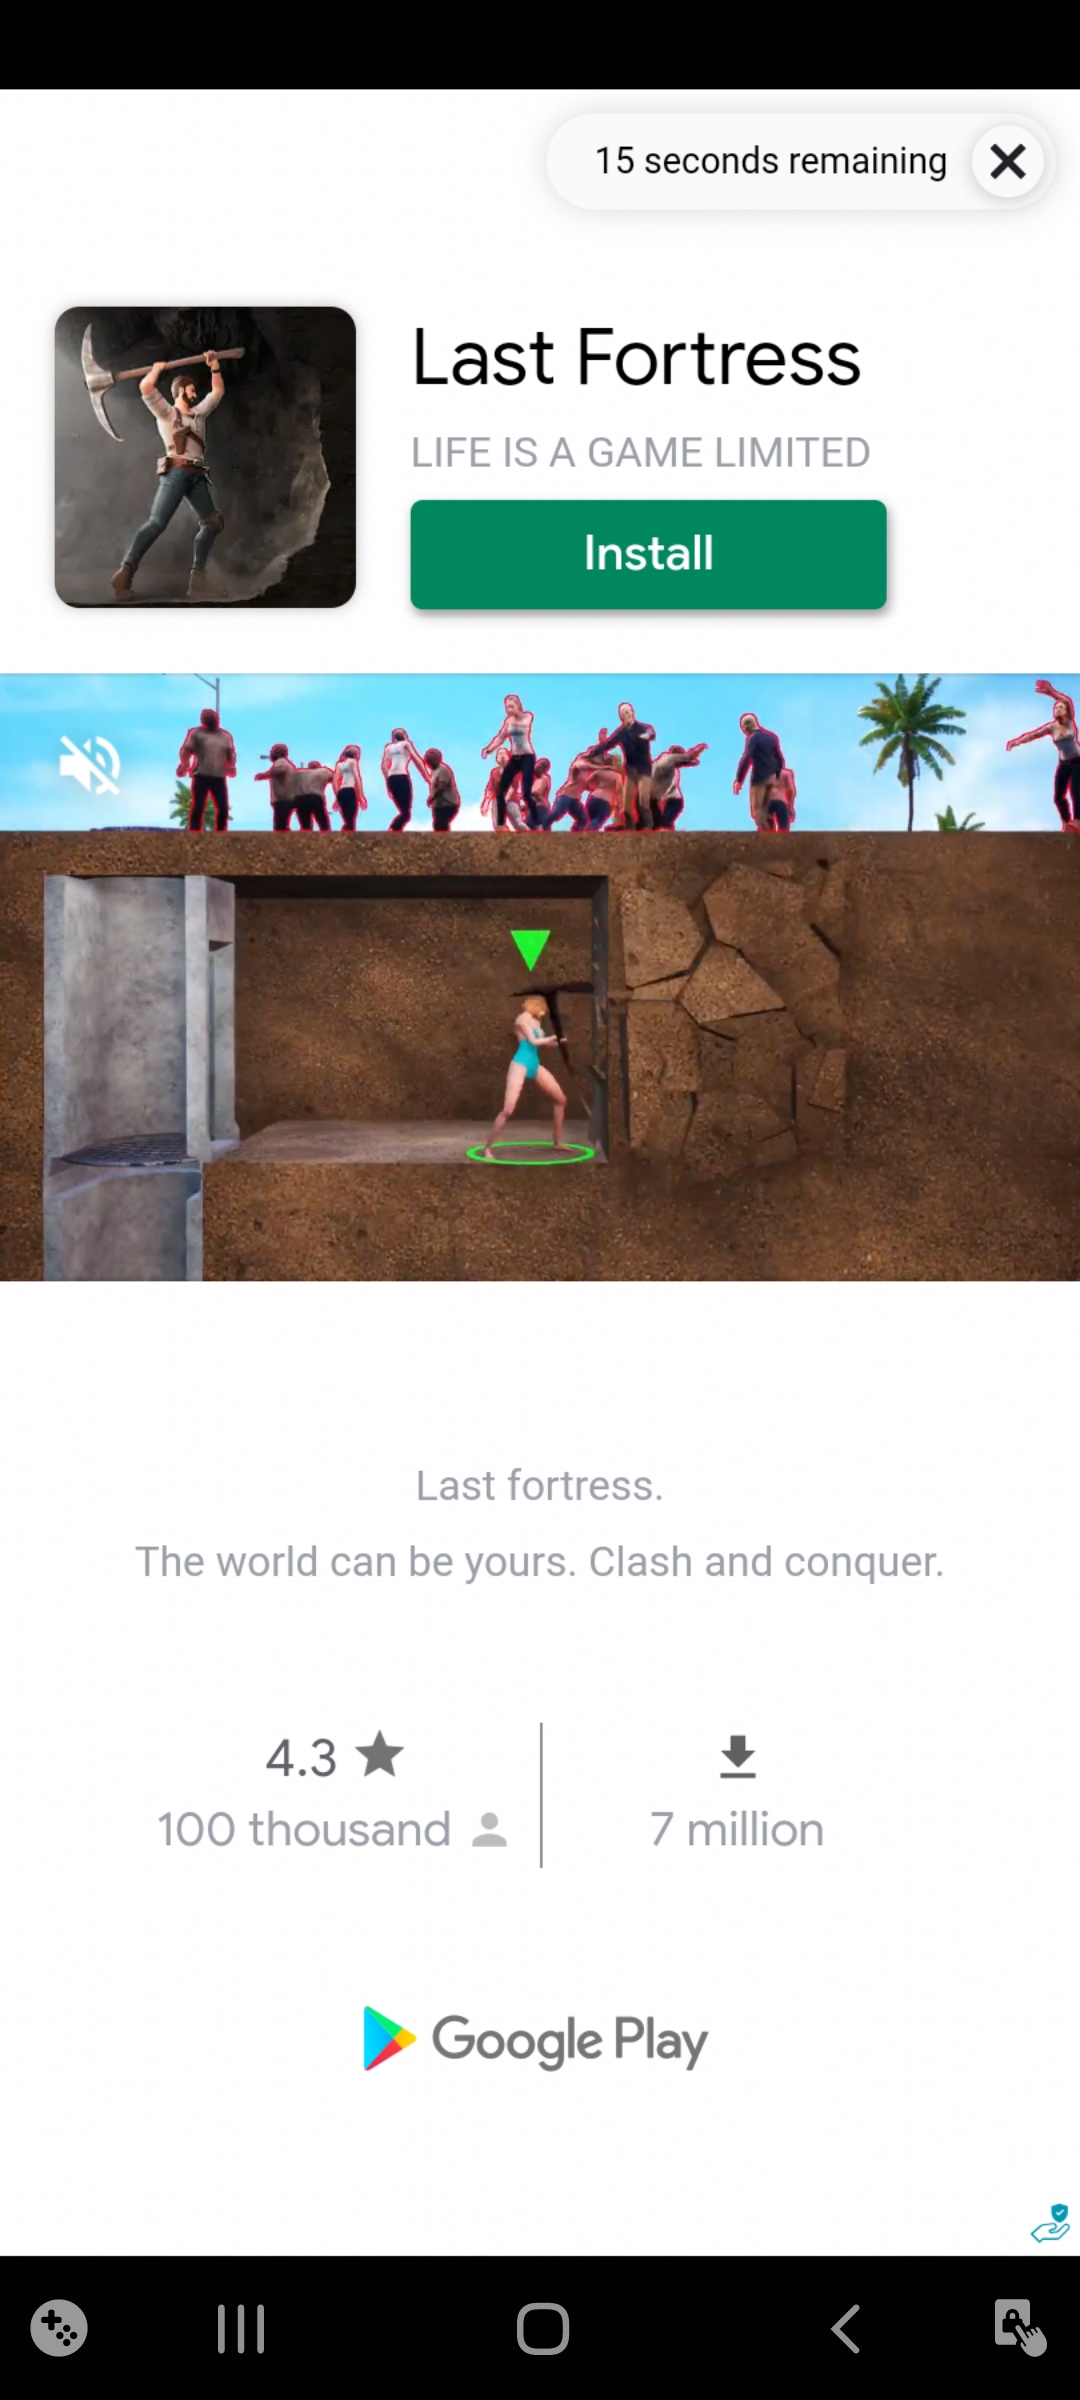 15 seconds remaining
Last Fortress
LIFE IS A GAME LIMITED
Install
Last fortress.
The world can be yours. Clash and conquer.
4.3
100 thousand
7 million
Google Play